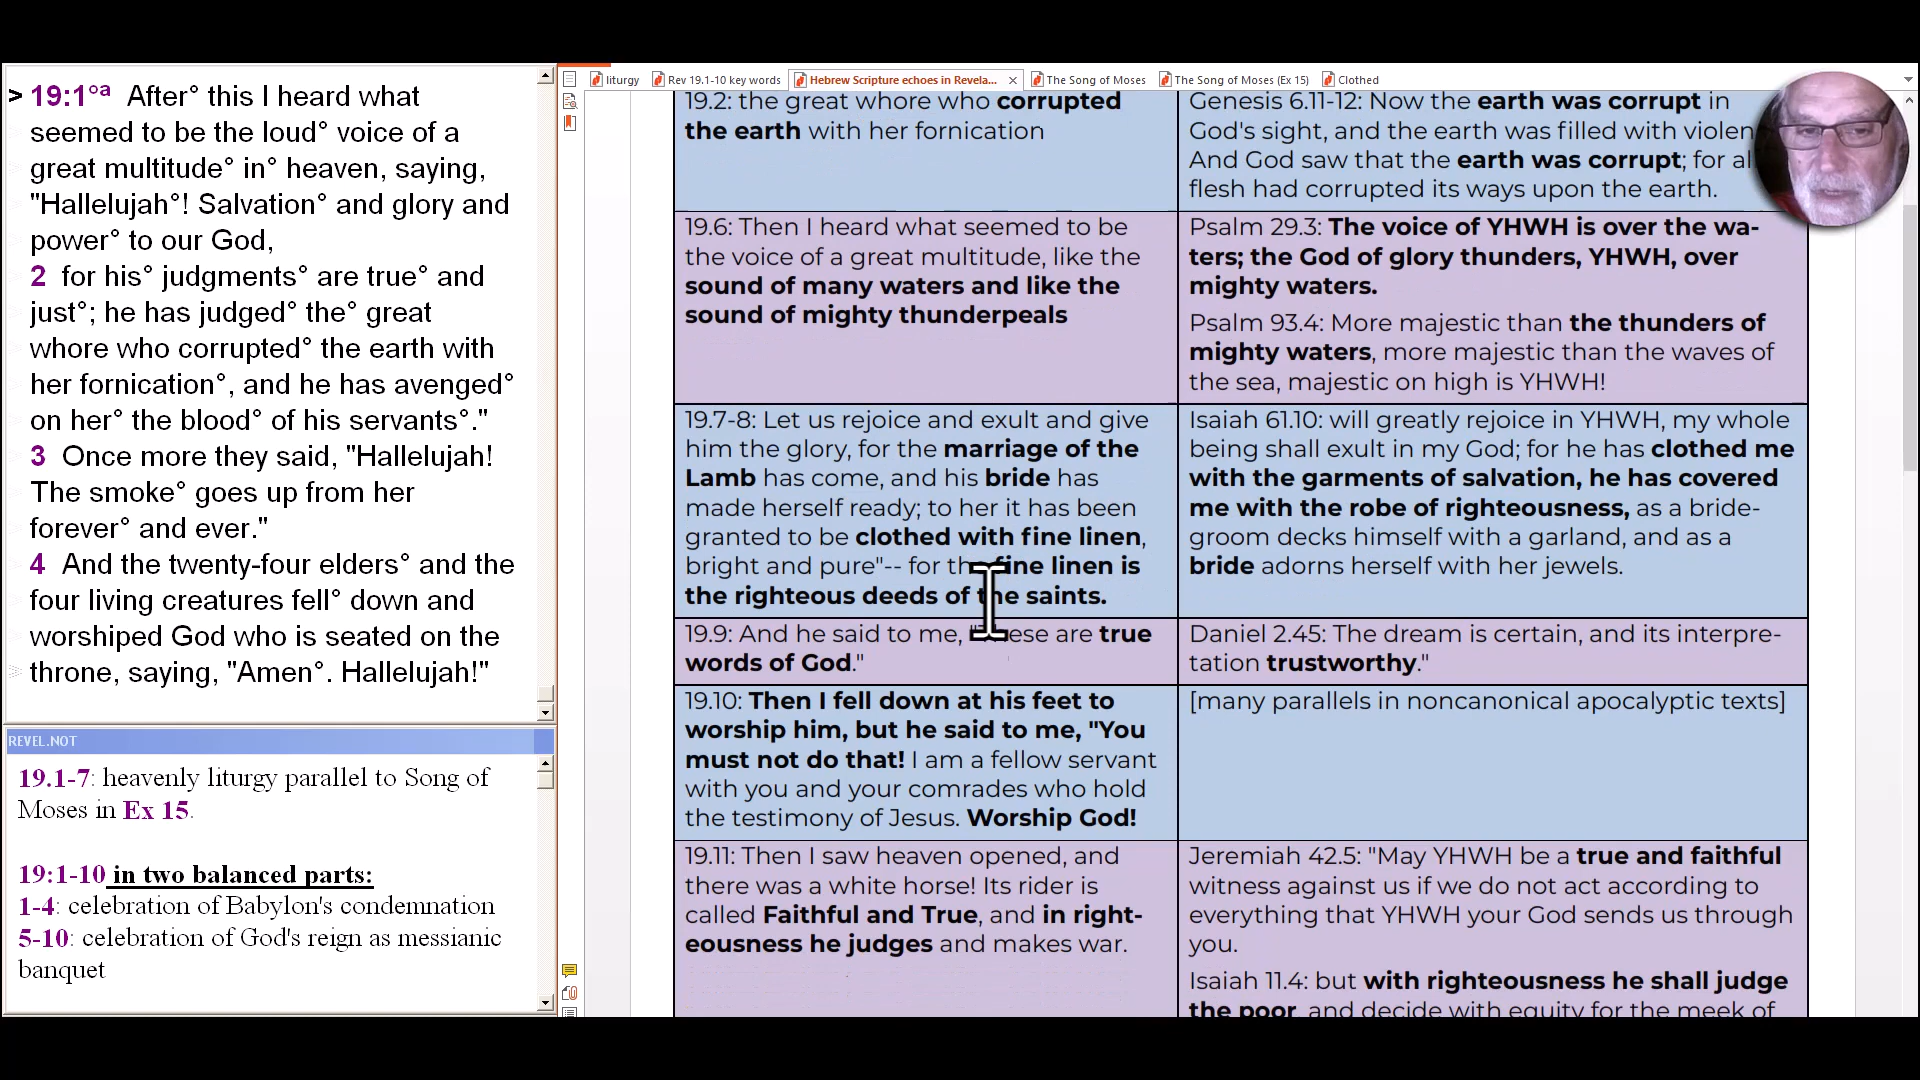 > 19:1°ª After° this I heard what
seemed to be the loud° voice of a
great multitude° in° heaven, saying,
"Hallelujah°! Salvation° and glory and
power° to our God,
2 for his° judgments° are true° and
just°; he has judged° the° great
whore who corrupted° the earth with
her fornication°, and he has avenged°
on her° the blood° of his servants°."
3 Once more they said, "Hallelujah!
The smoke° goes up from her
forever° and ever."
4 And the twenty-four elders° and the
four living creatures fell° down and
worshiped God who is seated on the
throne, saying, "Amen°. Hallelujah!"
REVEL.NOT
19.1-7: heavenly liturgy parallel to Song of
Moses in Ex 15.
19:1-10 in two balanced parts:
1-4: celebration of Babylon's condemnation
5-10: celebration of God's reign as messianic
banquet
liturgy
Rev 19.1-10 key words
Hebrew Scripture echoes in Revela...
The Song of Moses
The Song of Moses (Ex 15)
Clothed
19.2: the great whore who corrupted
the earth with her fornication
Genesis 6.11-12: Now the earth was corrupt in
God's sight, and the earth was filled with
And God saw that the earth was corrupt; for
flesh had corrupted its ways upon the earth.
19.6: Then I heard what seemed to be
the voice of a great multitude, like the
sound of many waters and like the
sound of mighty thunderpeals
Psalm 29.3: The voice of YHWH is over the wa-
ters; the God of glory thunders, YHWH, over
mighty waters.
Psalm 93.4: More majestic than the thunders of
mighty waters, more majestic than the waves of
the sea, majestic on high is YHWH!
19.7-8: Let us rejoice and exult and give
him the glory, for the marriage of the
Lamb has come, and his bride has
made herself ready; to her it has been
granted to be clothed with fine linen,
bright and pure"-- for the fine linen is
the righteous deeds of the saints.
Isaiah 61.10: will greatly rejoice in YHWH, my whole
being shall exult in my God; for he has clothed me
with the garments of salvation, he has covered
me with the robe of righteousness, as a bride-
groom decks himself with a garland, and as a
bride adorns herself with her jewels.
19.9: And he said to me, "These are true
words of God."
Daniel 2.45: The dream is certain, and its interpre-
tation trustworthy."
19.10: Then I fell down at his feet to
worship him, but he said to me, "You
must not do that! I am a fellow servant
with you and your comrades who hold
the testimony of Jesus. Worship God!
[many parallels in noncanonical apocalyptic texts]
19.11: Then I saw heaven opened, and
there was a white horse! Its rider is
called Faithful and True, and in right-
eousness he judges and makes war.
Jeremiah 42.5: "May YHWH be a true and faithful
witness against us if we do not act according to
everything that YHWH your God sends us through
you.
Isaiah 11.4: but with righteousness he shall judge
the poor, and decide with equity for the meek of